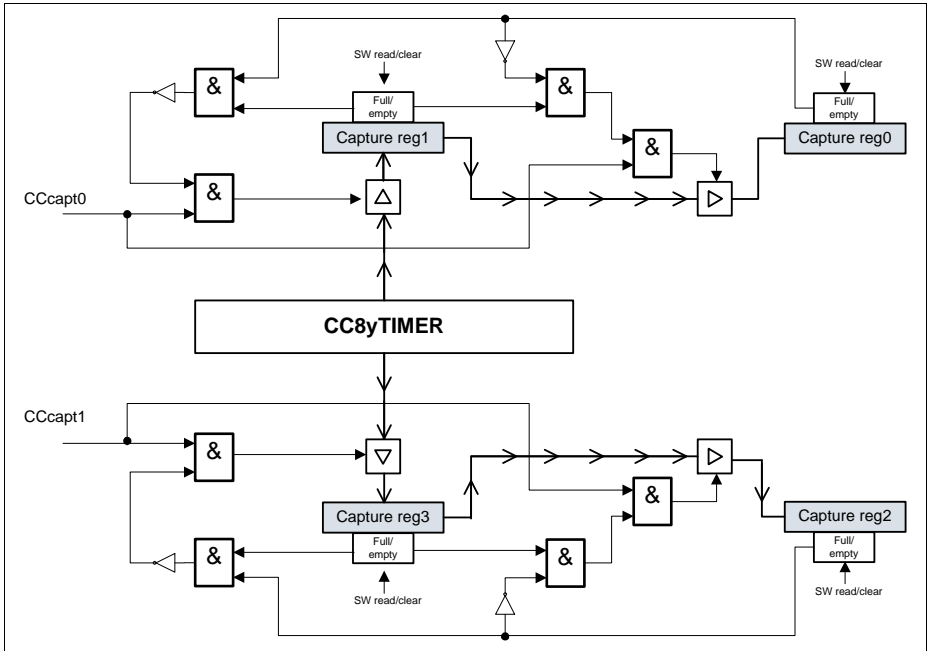 SW read/clear
SW read/clear
&
&
Full/
empty
Full/
empty
Capture reg1
Capture reg0
&
&
CCcapt0
CC8yTIMER
CCcapt1
&
&
Capture reg3
Capture reg2
Full/
empty
Full/
empty
&
&
SW read/clear
SW read/clear